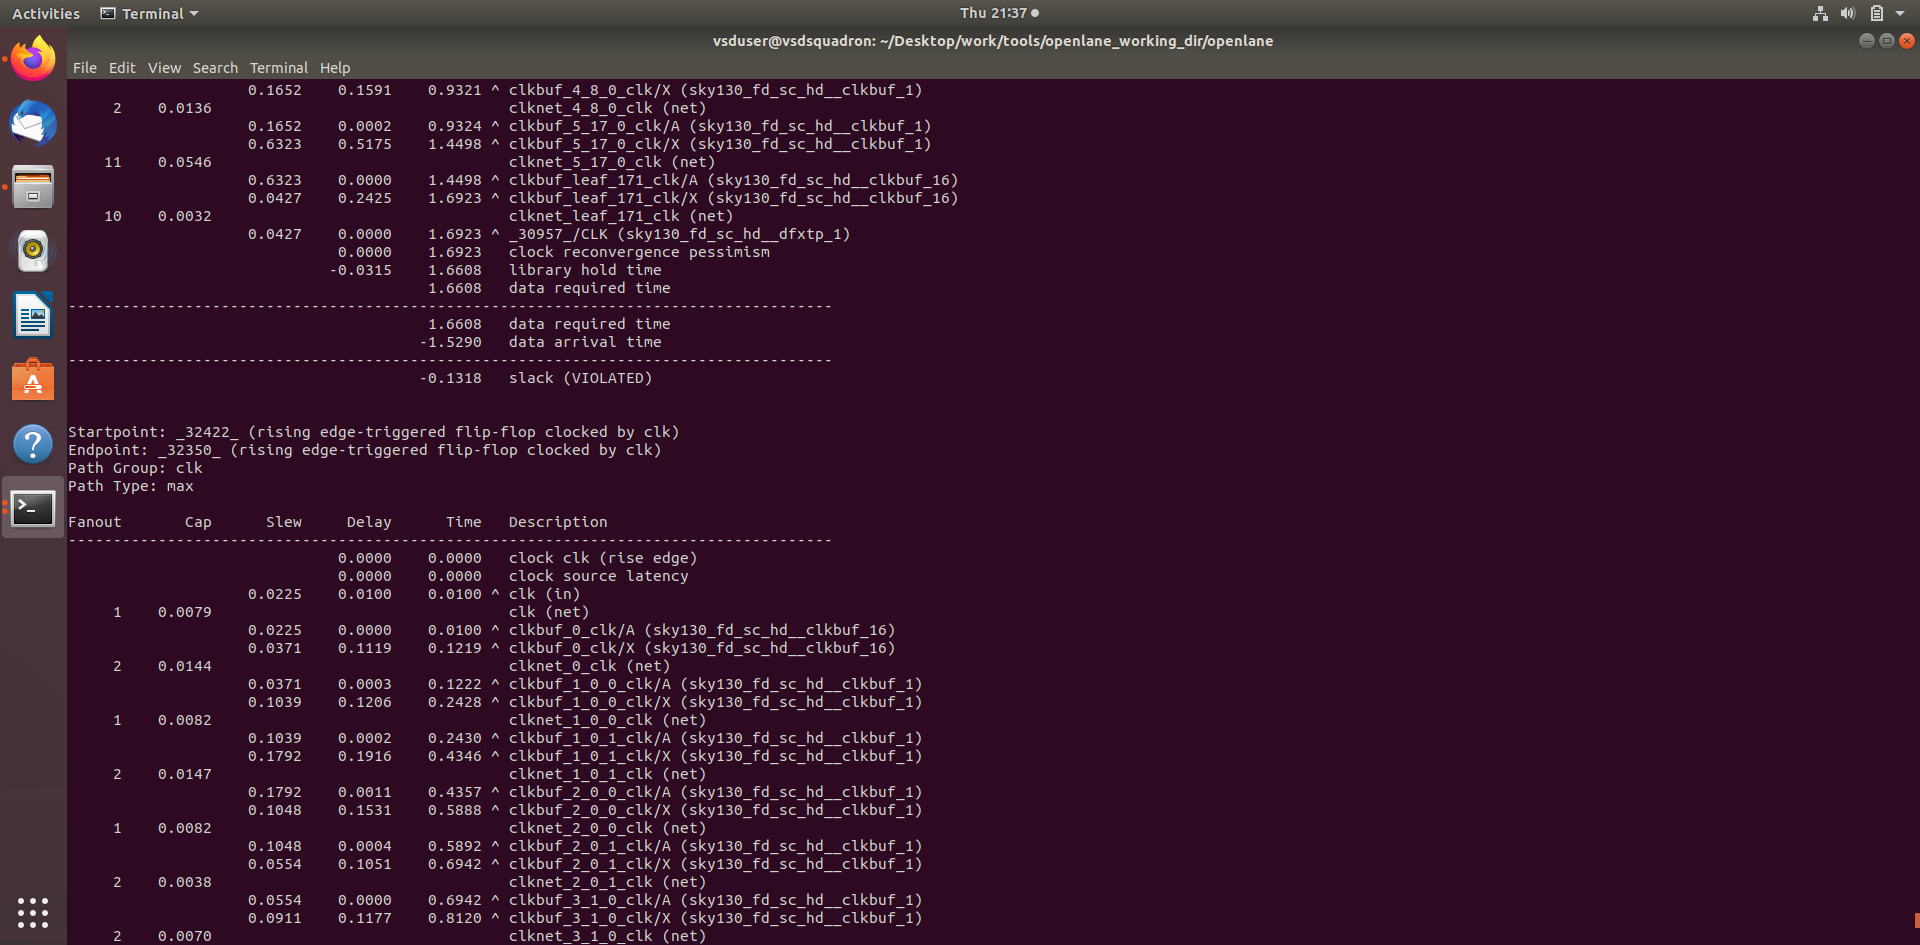 Activities Terminal Thu 21:37
vsduser@vsdsquadron: ~/Desktop/work/tools/openlane_working_dir/openlane
File Edit View Search Terminal Help
                    0.1652    0.1591    0.9321 ^ clkbuf_4_8_0_clk/X (sky130_fd_sc_hd__clkbuf_1)
     2    0.0136                                 clknet_4_8_0_clk (net)
                    0.1652    0.0002    0.9324 ^ clkbuf_5_17_0_clk/A (sky130_fd_sc_hd__clkbuf_1)
                    0.6323    0.5175    1.4498 ^ clkbuf_5_17_0_clk/X (sky130_fd_sc_hd__clkbuf_1)
    11    0.0546                                 clknet_5_17_0_clk (net)
                    0.6323    0.0000    1.4498 ^ clkbuf_leaf_171_clk/A (sky130_fd_sc_hd__clkbuf_16)
                    0.0427    0.2425    1.6923 ^ clkbuf_leaf_171_clk/X (sky130_fd_sc_hd__clkbuf_16)
    10    0.0032                                 clknet_leaf_171_clk (net)
                    0.0427    0.0000    1.6923 ^ _30957_/CLK (sky130_fd_sc_hd__dfxtp_1)
                              0.0000    1.6923   clock reconvergence pessimism
                             -0.0315    1.6608   library hold time
                                        1.6608   data required time
-------------------------------------------------------------------------------------
                                        1.6608   data required time
                                       -1.5290   data arrival time
-------------------------------------------------------------------------------------
                                       -0.1318   slack (VIOLATED)
Startpoint: _32422_ (rising edge-triggered flip-flop clocked by clk)
Endpoint: _32350_ (rising edge-triggered flip-flop clocked by clk)
Path Group: clk
Path Type: max
Fanout       Cap      Slew     Delay      Time   Description
-------------------------------------------------------------------------------------
                              0.0000    0.0000   clock clk (rise edge)
                              0.0000    0.0000   clock source latency
                    0.0225    0.0100    0.0100 ^ clk (in)
     1    0.0079                                 clk (net)
                    0.0225    0.0000    0.0100 ^ clkbuf_0_clk/A (sky130_fd_sc_hd__clkbuf_16)
                    0.0371    0.1119    0.1219 ^ clkbuf_0_clk/X (sky130_fd_sc_hd__clkbuf_16)
     2    0.0144                                 clknet_0_clk (net)
                    0.0371    0.0003    0.1222 ^ clkbuf_1_0_0_clk/A (sky130_fd_sc_hd__clkbuf_1)
                    0.1039    0.1206    0.2428 ^ clkbuf_1_0_0_clk/X (sky130_fd_sc_hd__clkbuf_1)
     1    0.0082                                 clknet_1_0_0_clk (net)
                    0.1039    0.0002    0.2430 ^ clkbuf_1_0_1_clk/A (sky130_fd_sc_hd__clkbuf_1)
                    0.1792    0.1916    0.4346 ^ clkbuf_1_0_1_clk/X (sky130_fd_sc_hd__clkbuf_1)
     2    0.0147                                 clknet_1_0_1_clk (net)
                    0.1792    0.0011    0.4357 ^ clkbuf_2_0_0_clk/A (sky130_fd_sc_hd__clkbuf_1)
                    0.1048    0.1531    0.5888 ^ clkbuf_2_0_0_clk/X (sky130_fd_sc_hd__clkbuf_1)
     1    0.0082                                 clknet_2_0_0_clk (net)
                    0.1048    0.0004    0.5892 ^ clkbuf_2_0_1_clk/A (sky130_fd_sc_hd__clkbuf_1)
                    0.0554    0.1051    0.6942 ^ clkbuf_2_0_1_clk/X (sky130_fd_sc_hd__clkbuf_1)
     2    0.0038                                 clknet_2_0_1_clk (net)
                    0.0554    0.0000    0.6942 ^ clkbuf_3_1_0_clk/A (sky130_fd_sc_hd__clkbuf_1)
                    0.0911    0.1177    0.8120 ^ clkbuf_3_1_0_clk/X (sky130_fd_sc_hd__clkbuf_1)
     2    0.0070                                 clknet_3_1_0_clk (net)